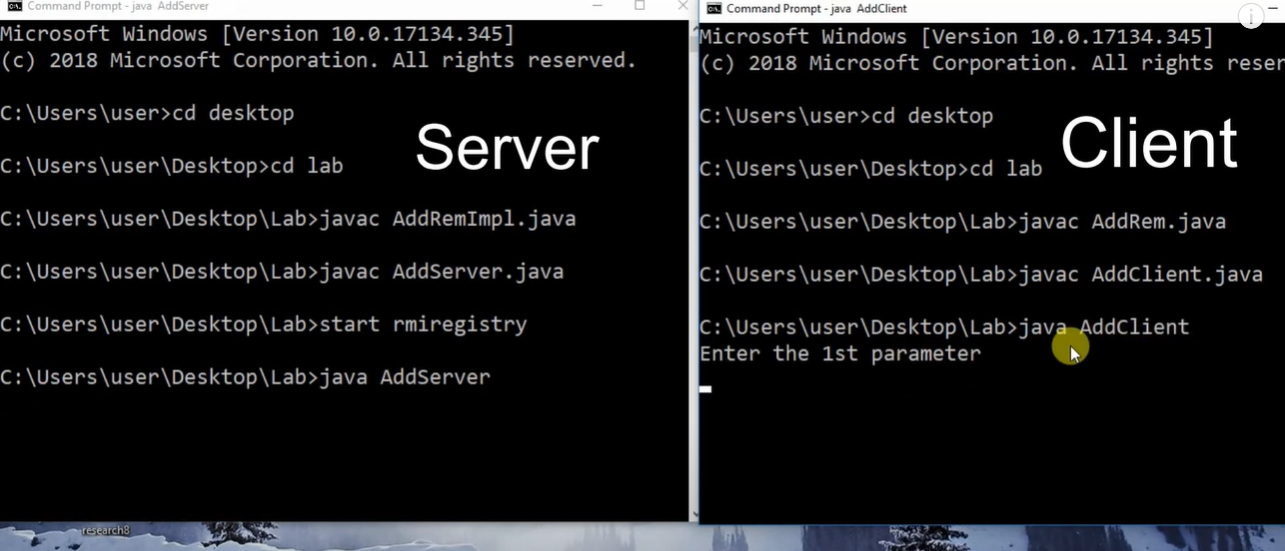 Command Prompt - java AddServer
Microsoft Windows [Version 10.0.17134.345]
(c) 2018 Microsoft Corporation. All rights reserved.
C:\Users\user>cd desktop
Server
C:\Users\user\Desktop>cd lab
C:\Users\user\Desktop\Lab>javac AddRemImpl.java
C:\Users\user\Desktop\Lab>javac AddServer.java
C:\Users\user\Desktop\Lab>start rmiregistry
C:\Users\user\Desktop\Lab>java AddServer
research8
Command Prompt - java AddClient
Microsoft Windows [Version 10.0.17134.345]
(c) 2018 Microsoft Corporation. All rights reser
C:\Users\user>cd desktop
Client
C:\Users\user\Desktop>cd lab
C:\Users\user\Desktop\Lab>javac AddRem.java
C:\Users\user\Desktop\Lab>javac AddClient.java
C:\Users\user\Desktop\Lab>java AddClient
Enter the 1st parameter